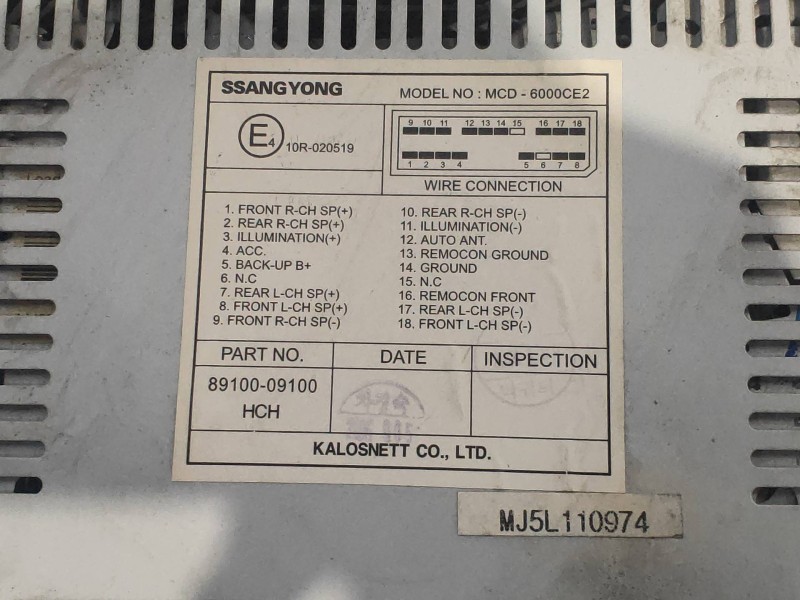 SSANGYONG
MODEL NO : MCD - 6000CE2
E4 10R-020519
9 10 11 12 13 14 15 16 17 18
1 2 3 4 5 6 7 8
WIRE CONNECTION
1. FRONT R-CH SP(+)
2. REAR R-CH SP(+)
3. ILLUMINATION(+)
4. ACC.
5. BACK-UP B+
6. N.C
7. REAR L-CH SP(+)
8. FRONT L-CH SP(+)
9. FRONT R-CH SP(-)
10. REAR R-CH SP(-)
11. ILLUMINATION(-)
12. AUTO ANT.
13. REMOCON GROUND
14. GROUND
15. N.C
16. REMOCON FRONT
17. REAR L-CH SP(-)
18. FRONT L-CH SP(-)
PART NO. DATE INSPECTION
89100-09100
HCH
KALOSNETT CO., LTD.
MJ5L110974